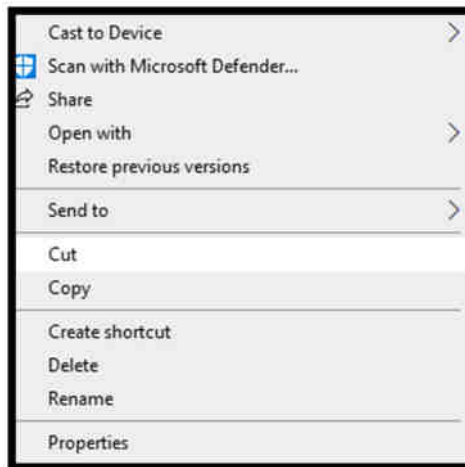 Cast to Device
Scan with Microsoft Defender...
Share
Open with
Restore previous versions
Send to
Cut
Copy
Create shortcut
Delete
Rename
Properties